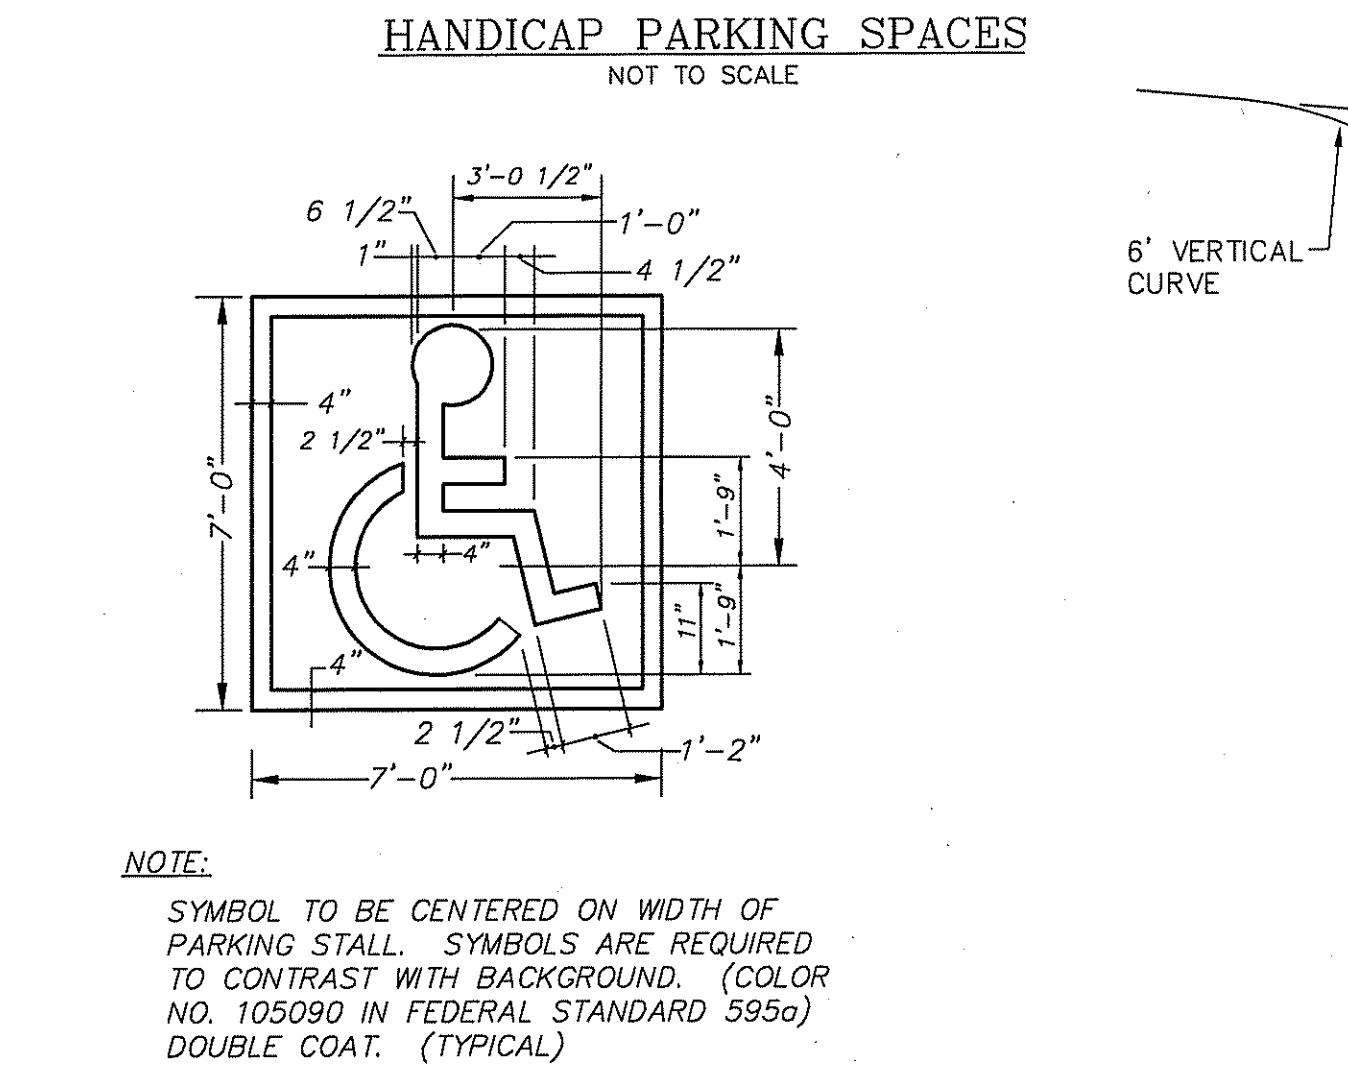 HANDICAP PARKING SPACES
NOT TO SCALE
3'-0 1/2"
6 1/2"
1'-0"
1"
4 1/2"
6' VERTICAL
CURVE
4"
2 1/2"
4'-0"
7'-0"
1'-9"
4"
4"
1'-9"
11"
4"
2 1/2"
1'-2"
7'-0"
NOTE:
SYMBOL TO BE CENTERED ON WIDTH OF
PARKING STALL. SYMBOLS ARE REQUIRED
TO CONTRAST WITH BACKGROUND. (COLOR
NO. 105090 IN FEDERAL STANDARD 595a)
DOUBLE COAT. (TYPICAL)